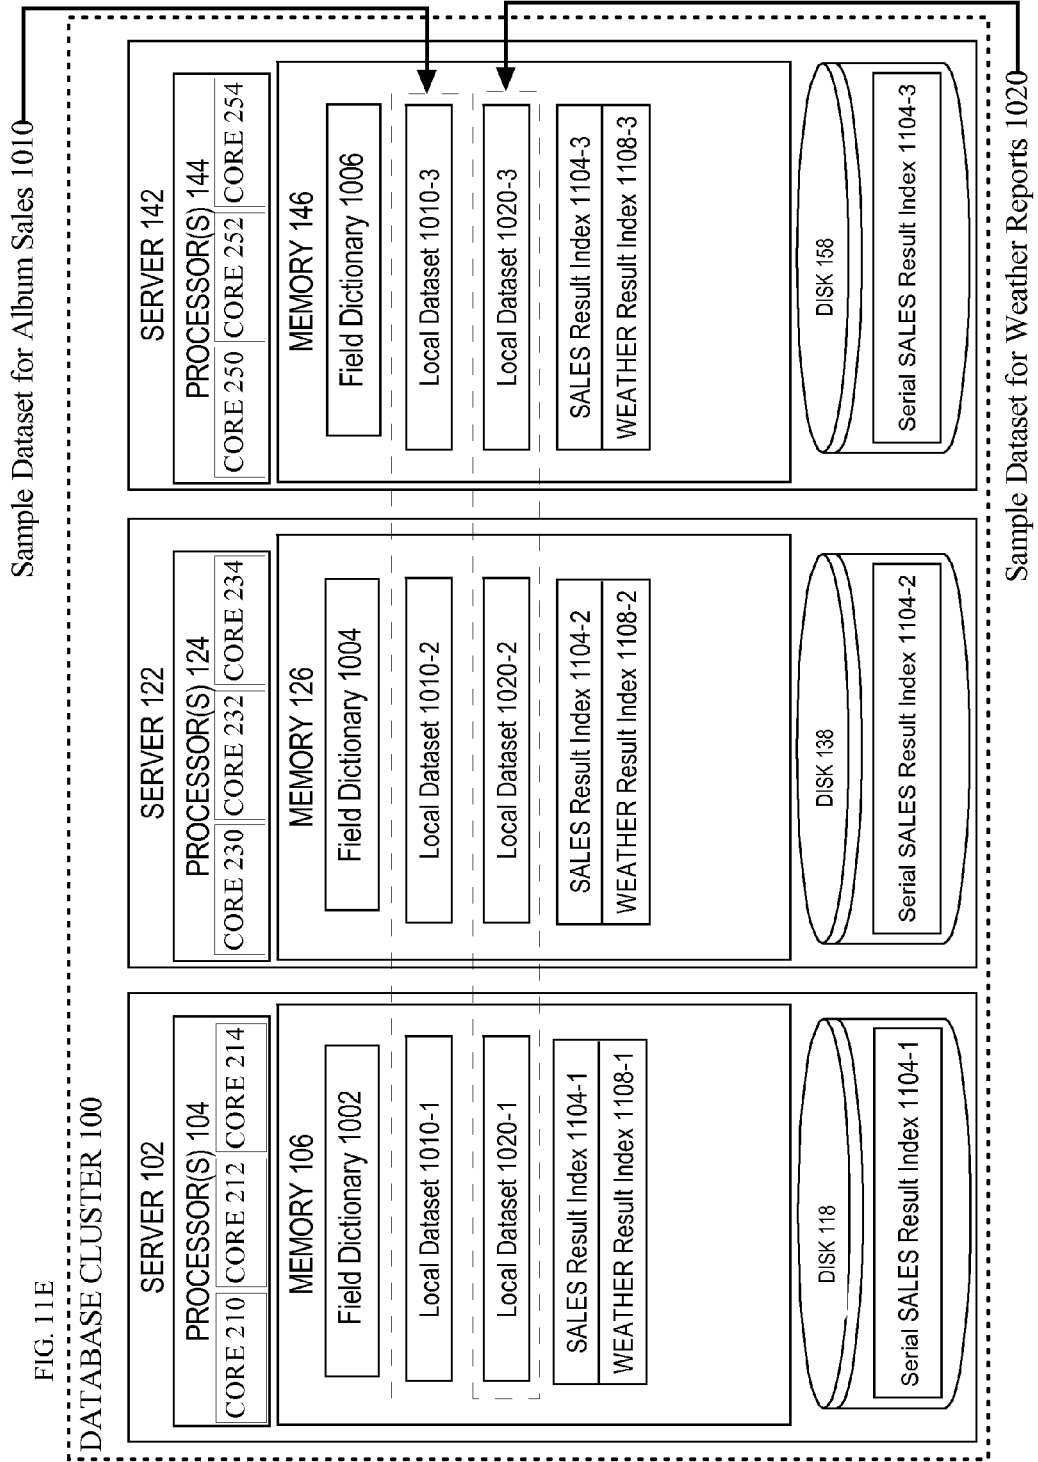 FIG. 11E
Sample Dataset for Album Sales 1010
DATABASE CLUSTER 100
SERVER 102
PROCESSOR(S) 104
CORE 210
CORE 212
CORE 214
MEMORY 106
Field Dictionary 1002
Local Dataset 1010-1
Local Dataset 1020-1
SALES Result Index 1104-1
WEATHER Result Index 1108-1
DISK 118
Serial SALES Result Index 1104-1
SERVER 122
PROCESSOR(S) 124
CORE 230
CORE 232
CORE 234
MEMORY 126
Field Dictionary 1004
Local Dataset 1010-2
Local Dataset 1020-2
SALES Result Index 1104-2
WEATHER Result Index 1108-2
DISK 138
Serial SALES Result Index 1104-2
SERVER 142
PROCESSOR(S) 144
CORE 250
CORE 252
CORE 254
MEMORY 146
Field Dictionary 1006
Local Dataset 1010-3
Local Dataset 1020-3
SALES Result Index 1104-3
WEATHER Result Index 1108-3
DISK 158
Serial SALES Result Index 1104-3
Sample Dataset for Weather Reports 1020